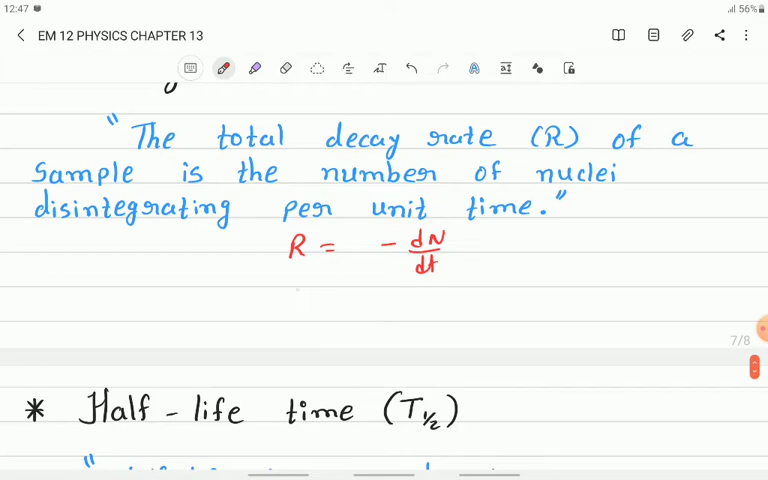 12:47
56%
EM 12 PHYSICS CHAPTER 13
"The total decay rate (R) of a
Sample is the number of nuclei
disintegrating per unit time."
R = - dN/dt
7/8
* Half-life time (T½)